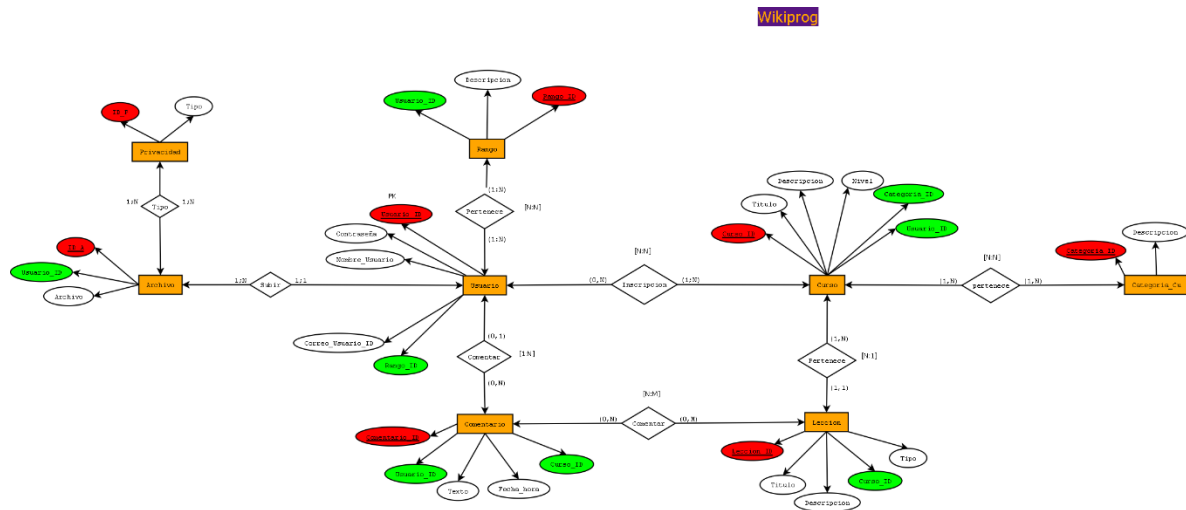 Wikiprog
Descripcion
Usuario_ID
Rango_ID
ID_P
Tipo
Privacidad
Rango
1:N
Tipo
1:N
(1:N)
Pertenece
[N:N]
(1:N)
PK
Usuario_ID
Contraseña
Nombre_Usuario
Descripcion
Nivel
Titulo
Categoria_ID
Usuario_ID
Curso_ID
Descripcion
Categoria_ID
ID_A
Usuario_ID
Archivo
Archivo
1:N
Subir
1:1
Usuario
[N:N]
(0,N)
Inscripcion
(1:N)
Curso
[N:N]
(1,N)
pertenece
(1,N)
Categoria_Cu
Correo_Usuario_ID
Rango_ID
(0,1)
Comentar
[1:N]
(0,N)
(1,N)
Pertenece
[N:1]
(1,1)
[N:M]
(0,N)
Comentar
(0,N)
Comentario
Leccion
Comentario_ID
Usuario_ID
Texto
Fecha_hora
Curso_ID
Leccion_ID
Titulo
Descripcion
Curso_ID
Tipo